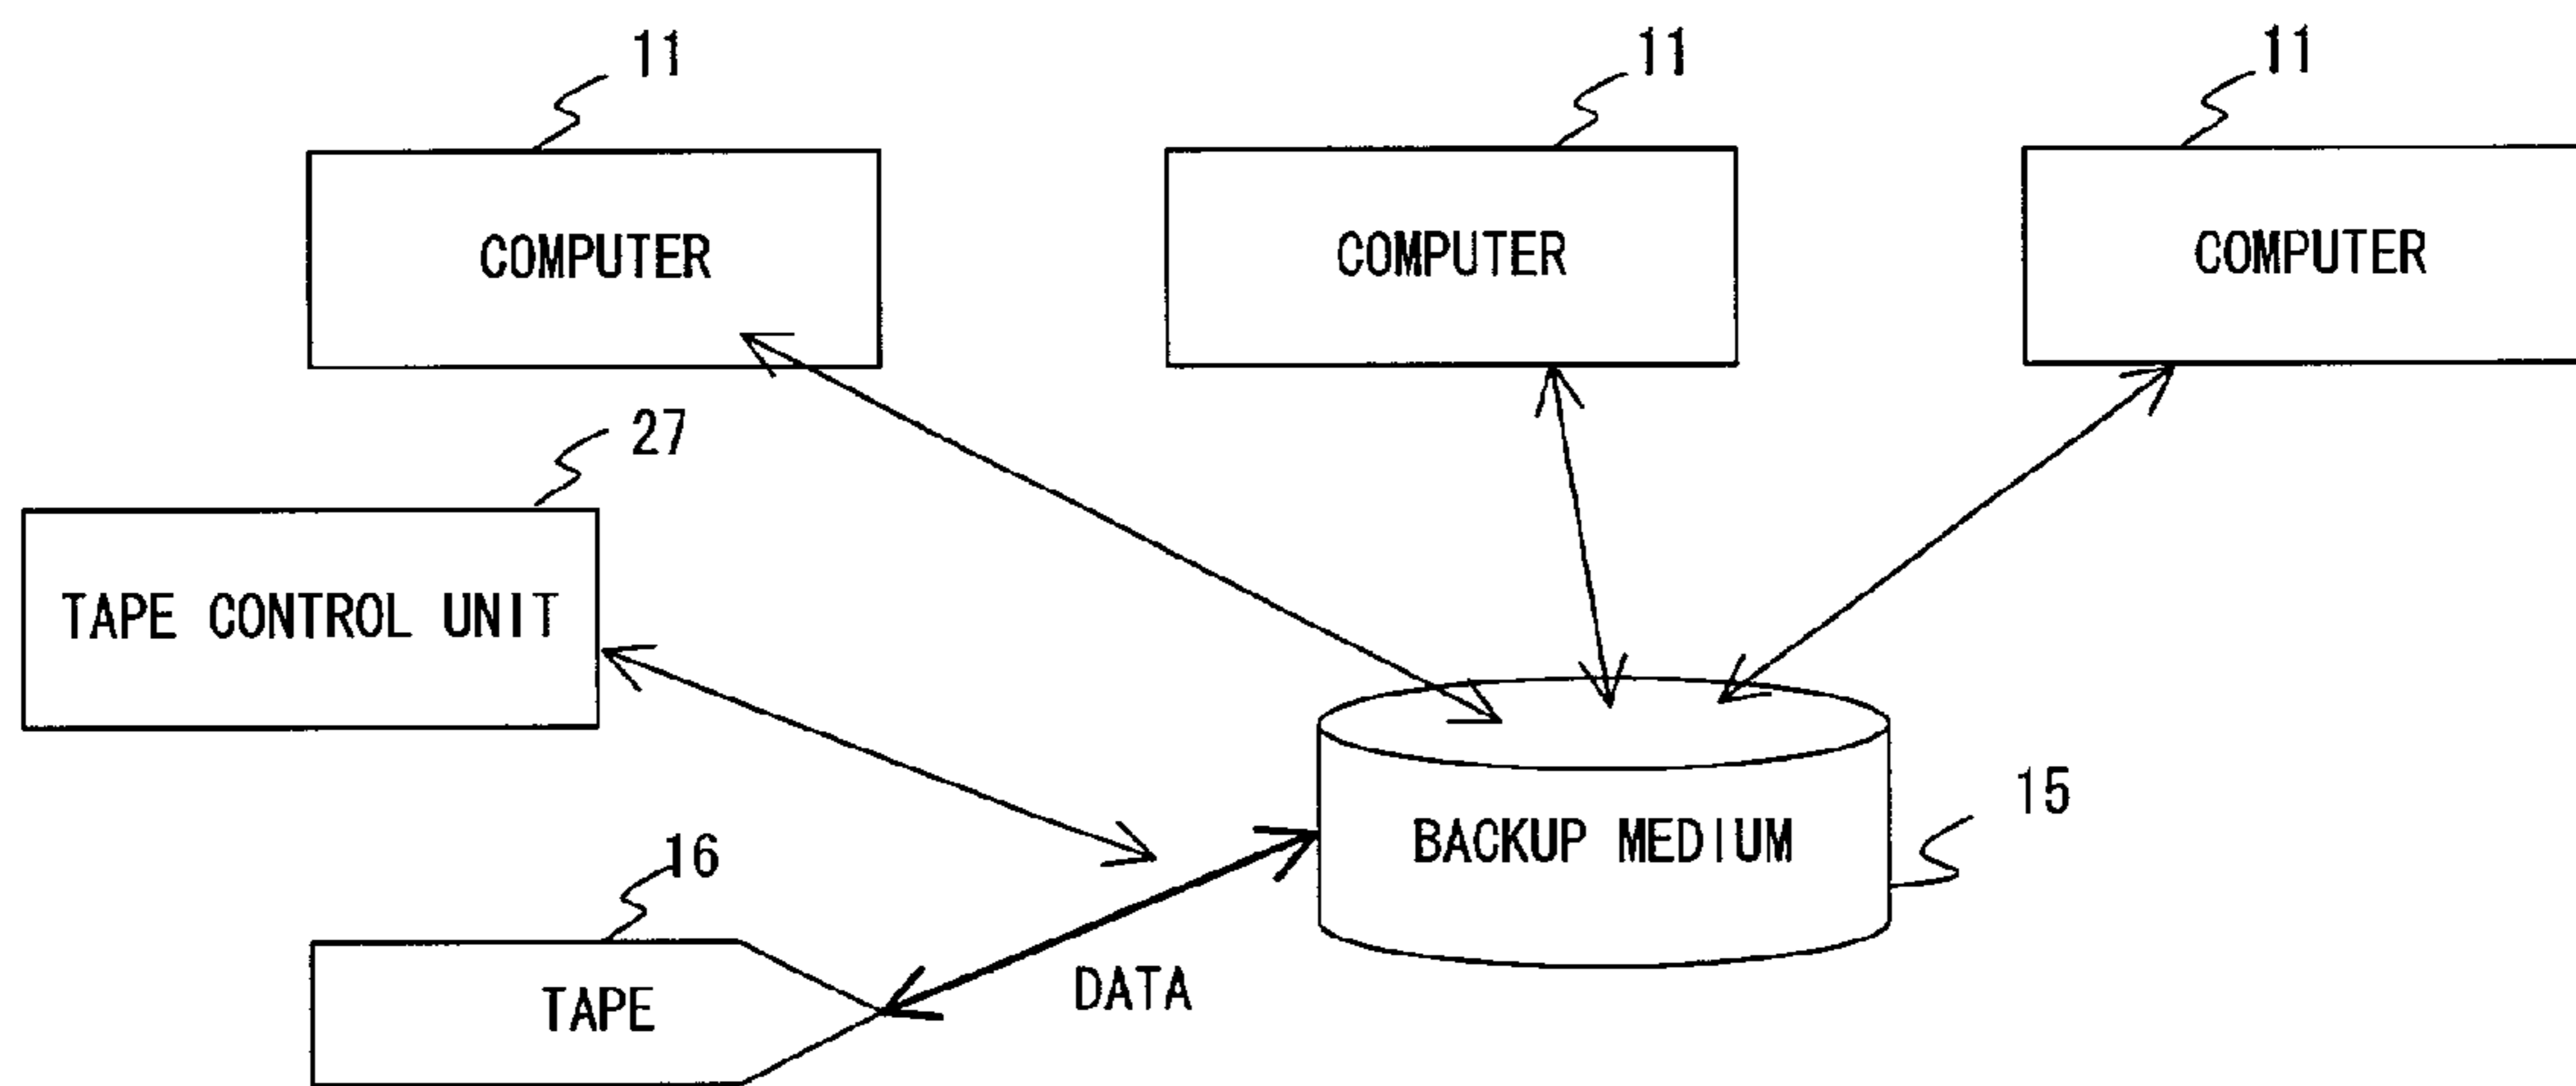 11
11
11
COMPUTER
COMPUTER
COMPUTER
27
TAPE CONTROL UNIT
15
BACKUP MEDIUM
16
DATA
TAPE